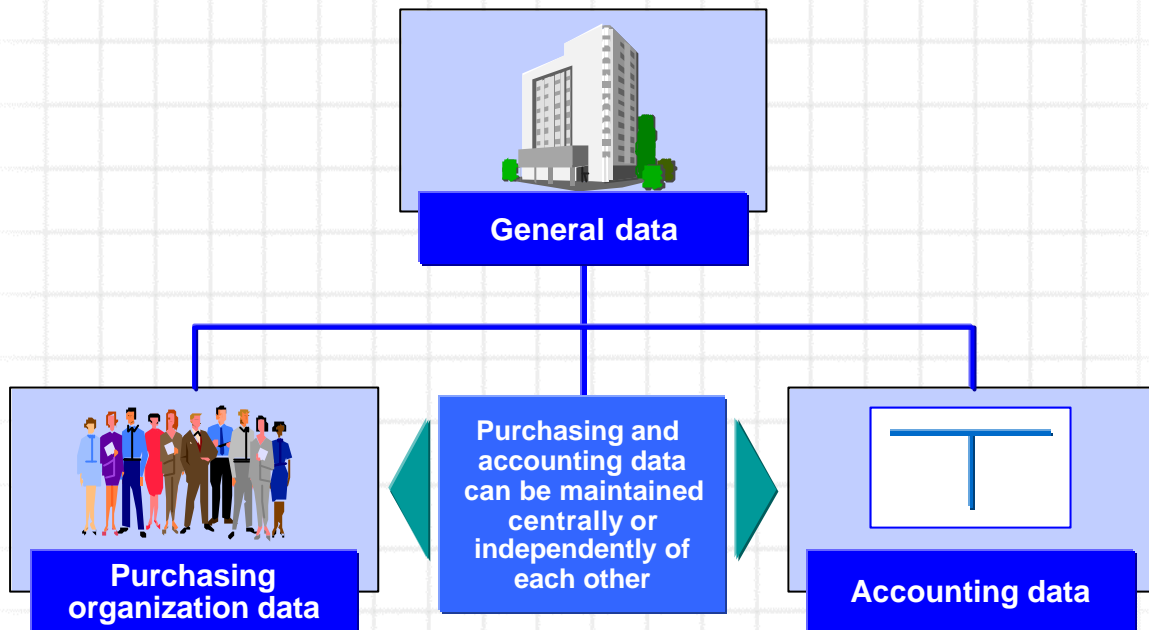 General data
Purchasing and
accounting data
can be maintained
centrally or
independently of
each other
Purchasing
organization data
Accounting data